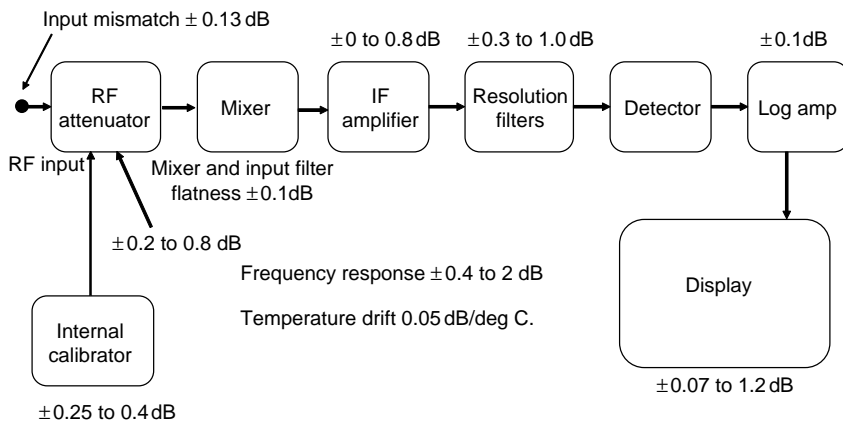 Input mismatch ± 0.13 dB
±0 to 0.8 dB
±0.3 to 1.0 dB
±0.1dB
RF
attenuator
Mixer
IF
amplifier
Resolution
filters
Detector
Log amp
RF input
Mixer and input filter
flatness ±0.1dB
±0.2 to 0.8 dB
Frequency response ±0.4 to 2 dB
Temperature drift 0.05 dB/deg C.
Display
Internal
calibrator
±0.07 to 1.2 dB
±0.25 to 0.4 dB